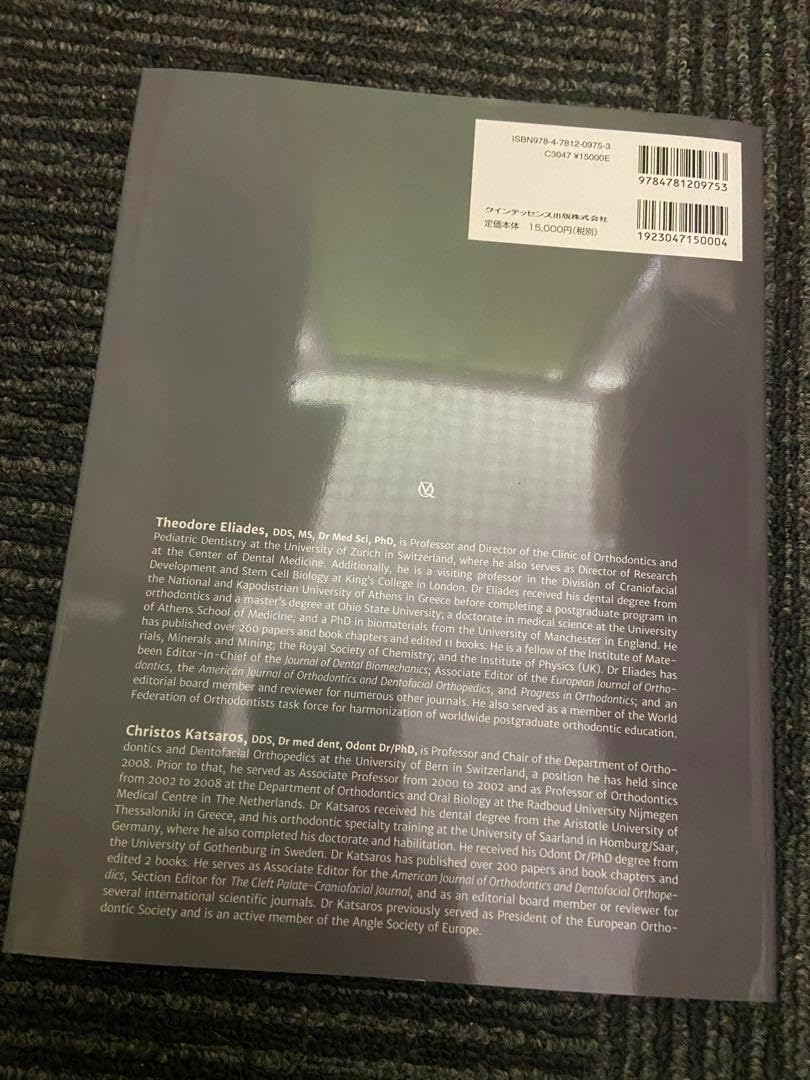 ISBN978-4-7812-0975-3
C3047 ¥15000E
9784781209753
クインテッセンス出版株式会社
定価本体 15,000円(税別)
1923047150004
Theodore Eliades, DDS, MS, Dr Med Sci, PhD, is Professor and Director of the Clinic of Orthodontics and
Pediatric Dentistry at the University of Zurich in Switzerland, where he also serves as Director of Research
at the Center of Dental Medicine. Additionally, he is a visiting professor in the Division of Craniofacial
Development and Stem Cell Biology at King's College in London. Dr Eliades received his dental degree from
the National and Kapodistrian University of Athens in Greece before completing a postgraduate program in
orthodontics and a master's degree at Ohio State University; a doctorate in medical science at the University
of Athens School of Medicine; and a PhD in biomaterials from the University of Manchester in England. He
has published over 260 papers and book chapters and edited 11 books. He is a fellow of the Institute of Mate-
rials, Minerals and Mining; the Royal Society of Chemistry; and the Institute of Physics (UK). Dr Eliades has
been Editor-in-Chief of the Journal of Dental Biomechanics; Associate Editor of the European Journal of Ortho-
dontics, the American Journal of Orthodontics and Dentofacial Orthopedics, and Progress in Orthodontics; and an
editorial board member and reviewer for numerous other journals. He also served as a member of the World
Federation of Orthodontists task force for harmonization of worldwide postgraduate orthodontic education.
Christos Katsaros, DDS, Dr med dent, Odont Dr/PhD, is Professor and Chair of the Department of Ortho-
dontics and Dentofacial Orthopedics at the University of Bern in Switzerland, a position he has held since
2008. Prior to that, he served as Associate Professor from 2000 to 2002 and as Professor of Orthodontics
from 2002 to 2008 at the Department of Orthodontics and Oral Biology at the Radboud University Nijmegen
Medical Centre in The Netherlands. Dr Katsaros received his dental degree from the Aristotle University of
Thessaloniki in Greece, and his orthodontic specialty training at the University of Saarland in Homburg/Saar,
Germany, where he also completed his doctorate and habilitation. He received his Odont Dr/PhD degree from
the University of Gothenburg in Sweden. Dr Katsaros has published over 200 papers and book chapters and
edited 2 books. He serves as Associate Editor for the American Journal of Orthodontics and Dentofacial Orthope-
dics, Section Editor for The Cleft Palate-Craniofacial Journal, and as an editorial board member or reviewer for
several international scientific journals. Dr Katsaros previously served as President of the European Ortho-
dontic Society and is an active member of the Angle Society of Europe.